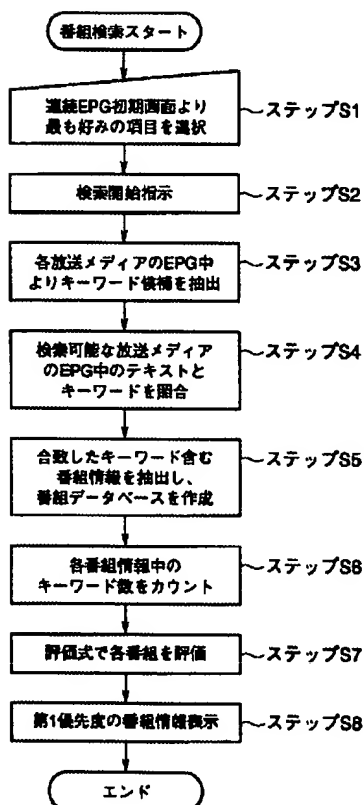 番組検索スタート
連続EPG初期画面より
最も好みの項目を選択
ステップS1
検索開始指示
ステップS2
各放送メディアのEPG中
よりキーワード候補を抽出
ステップS3
検索可能な放送メディア
のEPG中のテキストと
キーワードを照合
ステップS4
合致したキーワード含む
番組情報を抽出し、
番組データベースを作成
ステップS5
各番組情報中の
キーワード数をカウント
ステップS6
評価式で各番組を評価
ステップS7
第1優先度の番組情報表示
ステップS8
エンド